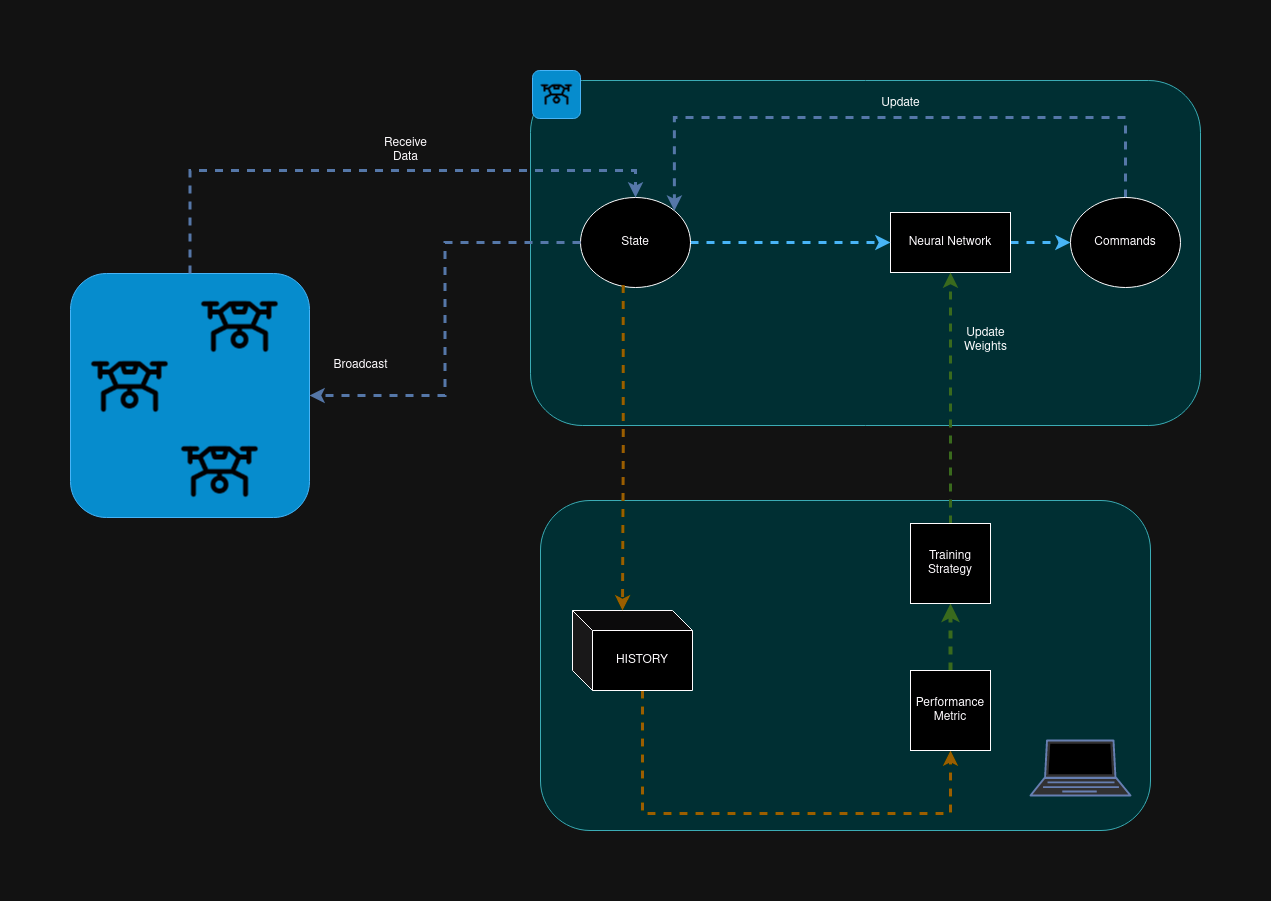 Update
Receive
Data
State
Neural Network
Commands
Update
Weights
Broadcast
Training
Strategy
HISTORY
Performance
Metric